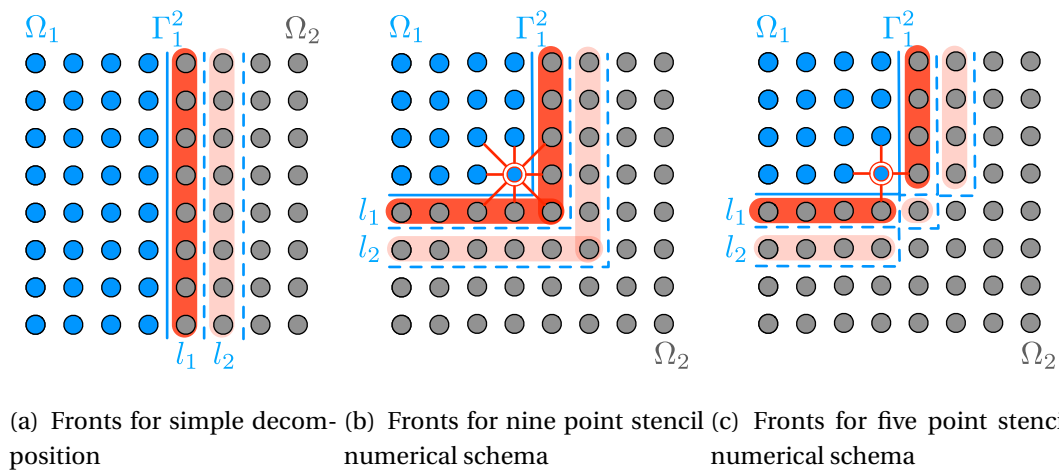 Ω₁ Γ₁² Ω₂
l₁ l₂
Ω₁ Γ₁²
l₁
l₂
Ω₂
Ω₁ Γ₁²
l₁
l₂
Ω₂
(a) Fronts for simple decom-
position
(b) Fronts for nine point stencil
numerical schema
(c) Fronts for five point stenci
numerical schema